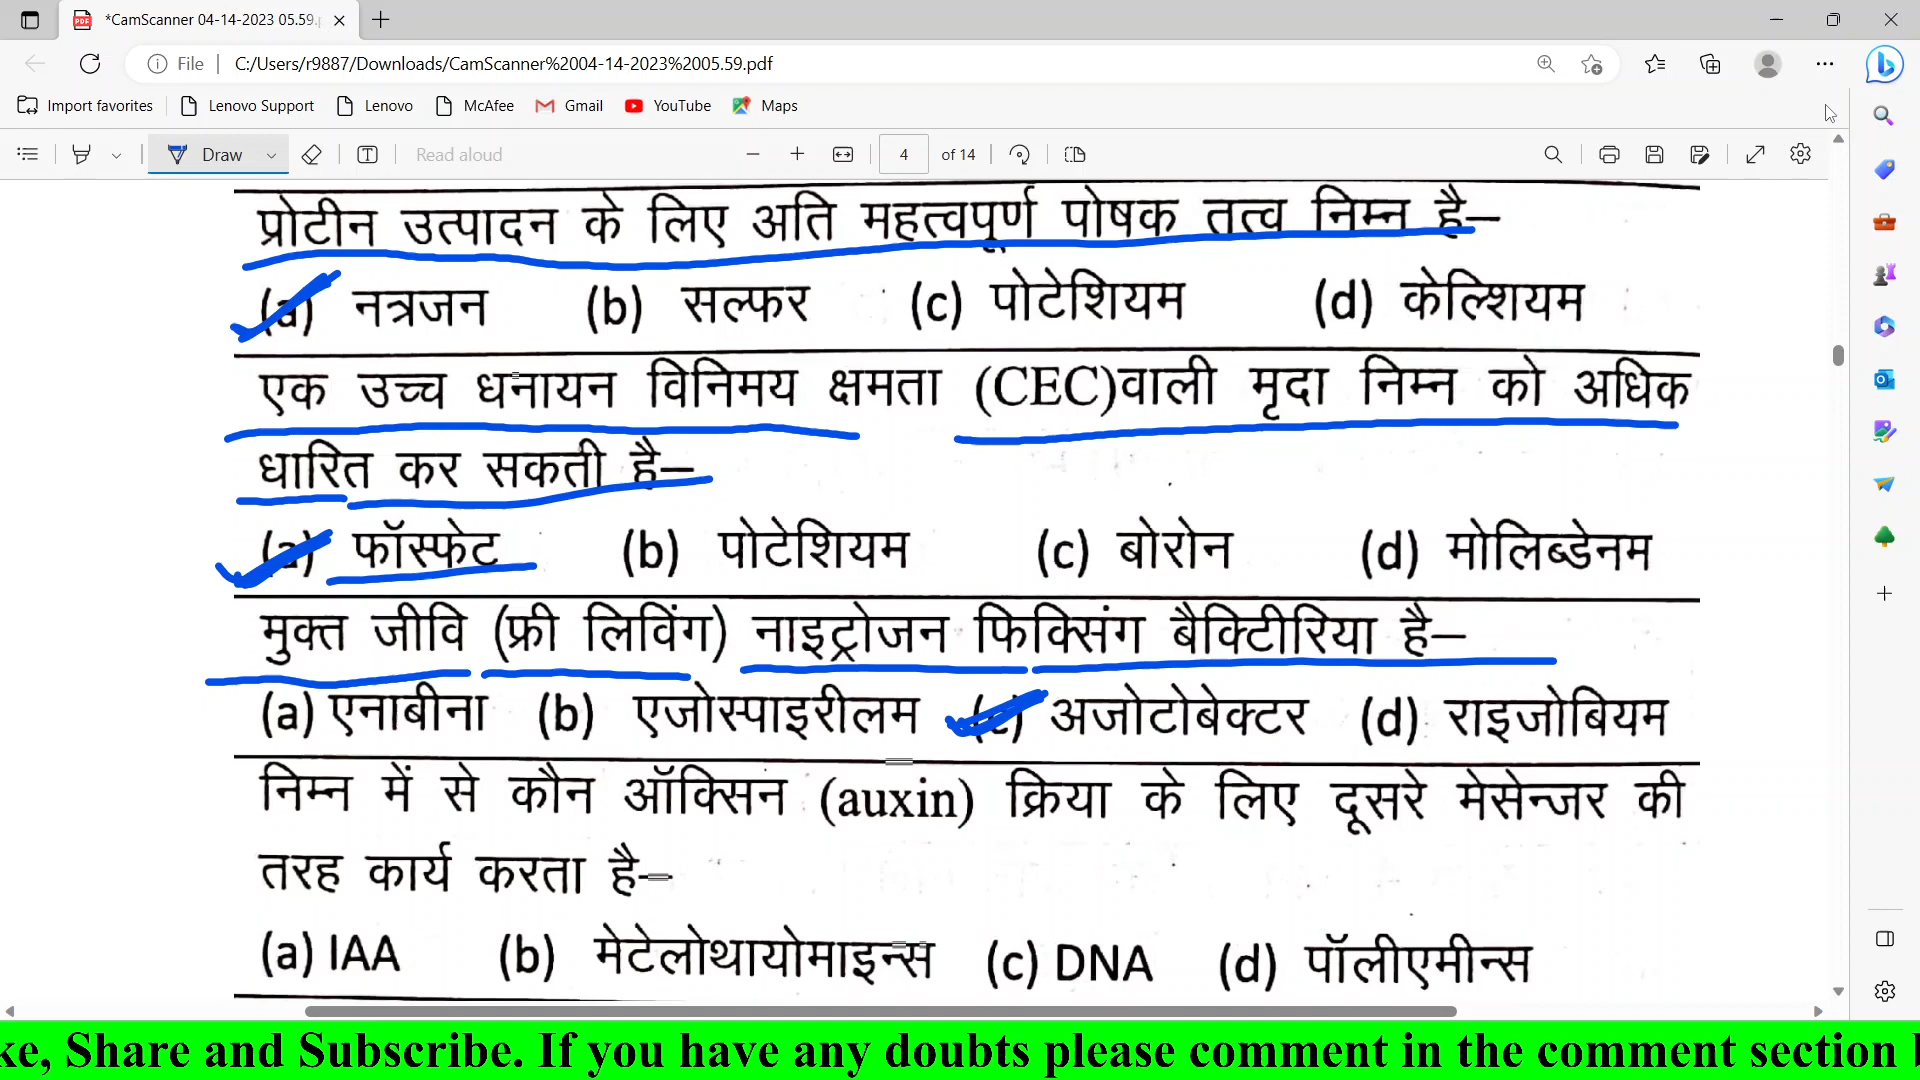 *CamScanner 04-14-2023 05.59.
File C:/Users/r9887/Downloads/CamScanner%2004-14-2023%2005.59.pdf
Import favorites Lenovo Support Lenovo McAfee Gmail YouTube Maps
Draw Read aloud 4 of 14
प्रोटीन उत्पादन के लिए अति महत्वपूर्ण पोषक तत्व निम्न है–
(a) नत्रजन (b) सल्फर (c) पोटेशियम (d) केल्शियम
एक उच्च धनायन विनिमय क्षमता (CEC)वाली मृदा निम्न को अधिक
धारित कर सकती है–
(a) फॉस्फेट (b) पोटेशियम (c) बोरोन (d) मोलिब्डेनम
मुक्त जीवि (फ्री लिविंग) नाइट्रोजन फिक्सिंग बैक्टिीरिया है–
(a) एनाबीना (b) एजोस्पाइरीलम (c) अजोटोबेक्टर (d) राइजोबियम
निम्न में से कौन ऑक्सिन (auxin) क्रिया के लिए दूसरे मेसेन्जर की
तरह कार्य करता है–
(a) IAA (b) मेटेलोथायोमाइन्स (c) DNA (d) पॉलीएमीन्स
ke, Share and Subscribe. If you have any doubts please comment in the comment section